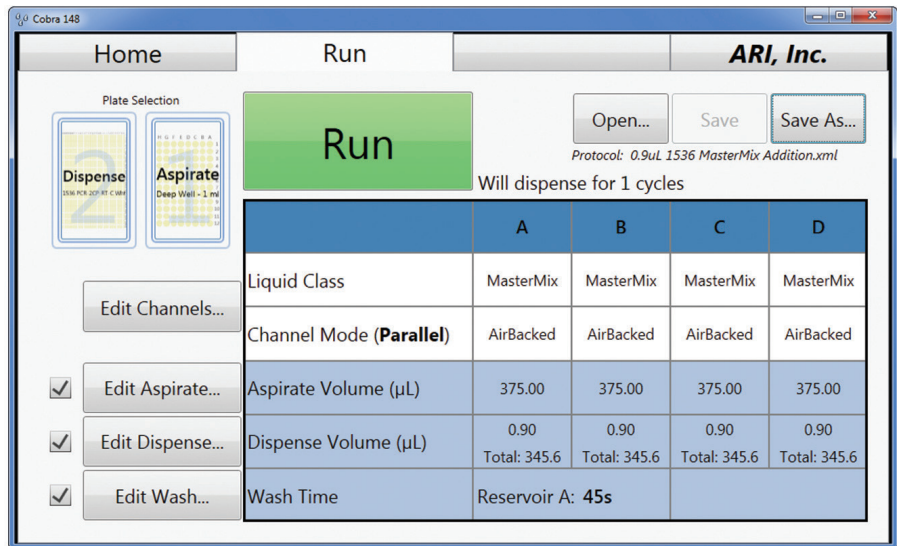 Cobra 148
Home
Run
ARI, Inc.
Plate Selection
Dispense
2
1536 PCR
H G F E D C B A
Aspirate
1
Deep Well - 1 ml
Run
Open...
Save
Save As...
Protocol: 0.9uL 1536 MasterMix Addition.xml
Will dispense for 1 cycles
A B C D
Edit Channels...
Liquid Class MasterMix MasterMix MasterMix MasterMix
Channel Mode (Parallel) AirBacked AirBacked AirBacked AirBacked
Edit Aspirate...
Aspirate Volume (µL) 375.00 375.00 375.00 375.00
Edit Dispense...
Dispense Volume (µL) 0.90 0.90 0.90 0.90
Total: 345.6 Total: 345.6 Total: 345.6 Total: 345.6
Edit Wash...
Wash Time Reservoir A: 45s